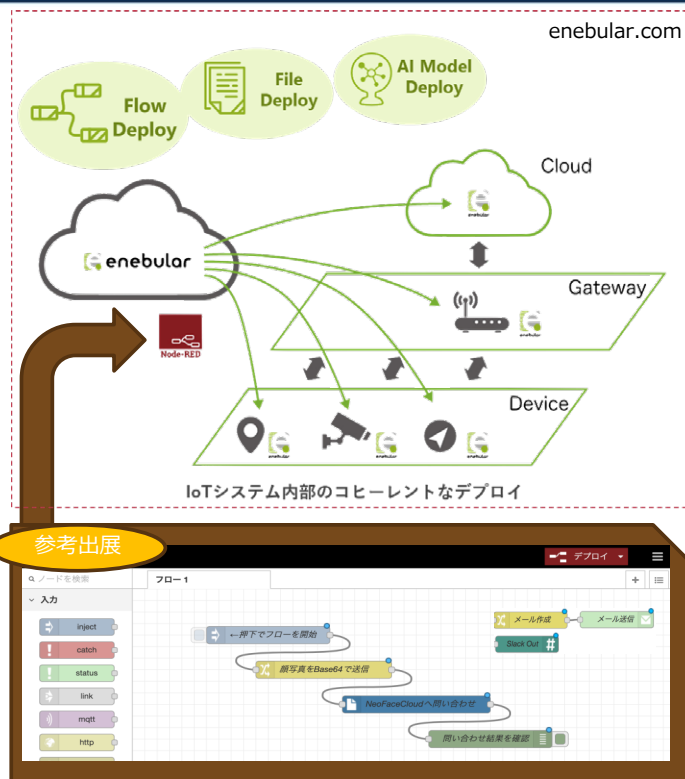 enebular.com
Flow
Deploy
File
Deploy
AI Model
Deploy
Cloud
enebular
enebular
Gateway
Node-RED
enebular
Device
enebular
enebular
enebular
IoTシステム内部のコヒーレントなデプロイ
参考出展
デプロイ
ノードを検索
フロー 1
入力
inject
catch
status
link
mqtt
http
←押下でフローを開始
顔写真をBase64で送信
NeoFaceCloudへ問い合わせ
問い合わせ結果を確認
メール作成
メール送信
Slack Out